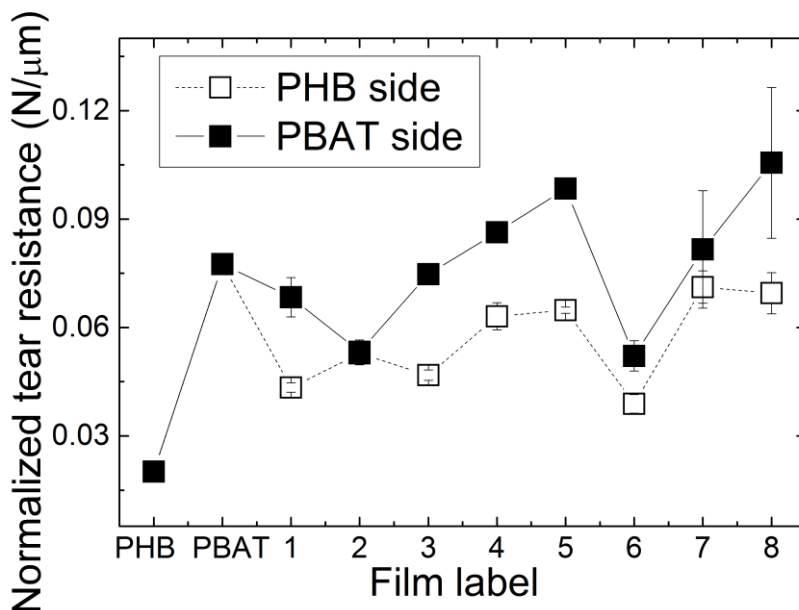 Normalized tear resistance (N/μm)
0.12
0.09
0.06
0.03
PHB side
PBAT side
PHB PBAT 1 2 3 4 5 6 7 8
Film label